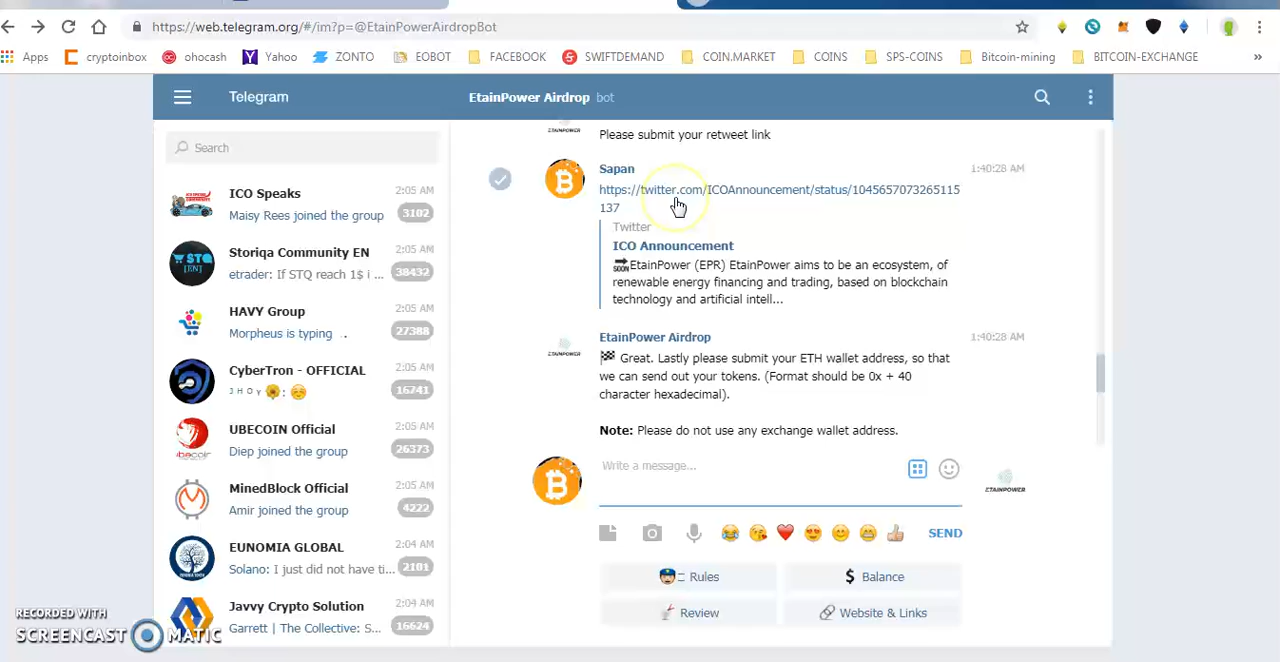 https://web.telegram.org/#/im?p=@EtainPowerAirdropBot
Apps cryptoinbox ohocash Yahoo ZONTO EOBOT FACEBOOK SWIFTDEMAND COIN.MARKET COINS SPS-COINS Bitcoin-mining BITCOIN-EXCHANGE »
Telegram
EtainPower Airdrop bot
Search
ICO Speaks 2:05 AM
Maisy Rees joined the group 3102
Storiqa Community EN 2:05 AM
etrader: If STQ reach 1$ i ... 38432
HAVY Group 2:05 AM
Morpheus is typing .. 27388
CyberTron - OFFICIAL 2:05 AM
J H O Y 🌻: ☺️ 16741
UBECOIN Official 2:05 AM
Diep joined the group 26373
MinedBlock Official 2:05 AM
Amir joined the group 4222
EUNOMIA GLOBAL 2:04 AM
Solano: I just did not have ti... 2101
Javvy Crypto Solution 2:04 AM
Garrett | The Collective: S... 16624
ETAINPOWER
Please submit your retweet link
Sapan 1:40:28 AM
https://twitter.com/ICOAnnouncement/status/1045657073265115
137
Twitter
ICO Announcement
🔜EtainPower (EPR) EtainPower aims to be an ecosystem, of
renewable energy financing and trading, based on blockchain
technology and artificial intell...
EtainPower Airdrop 1:40:28 AM
ETAINPOWER
🏁 Great. Lastly please submit your ETH wallet address, so that
we can send out your tokens. (Format should be 0x + 40
character hexadecimal).
Note: Please do not use any exchange wallet address.
Write a message...
ETAINPOWER
SEND
Rules
$ Balance
Review
Website & Links
RECORDED WITH
SCREENCAST MATIC